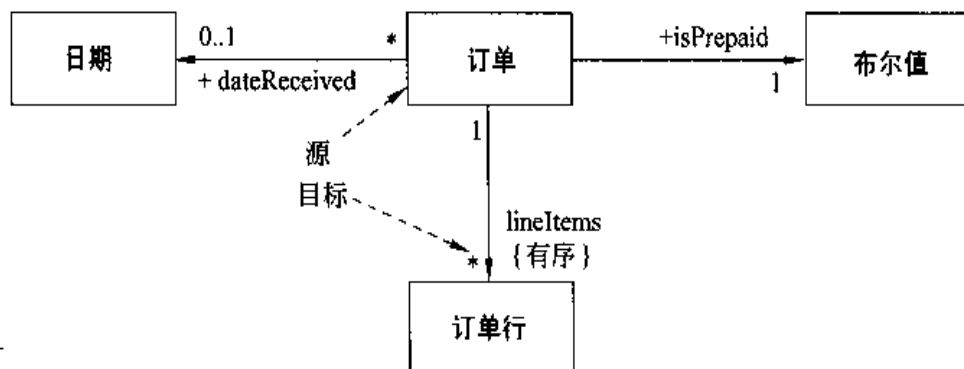 日期
0..1
*
+ dateReceived
订单
+isPrepaid
1
布尔值
源
目标
1
lineItems
{有序}
*
订单行